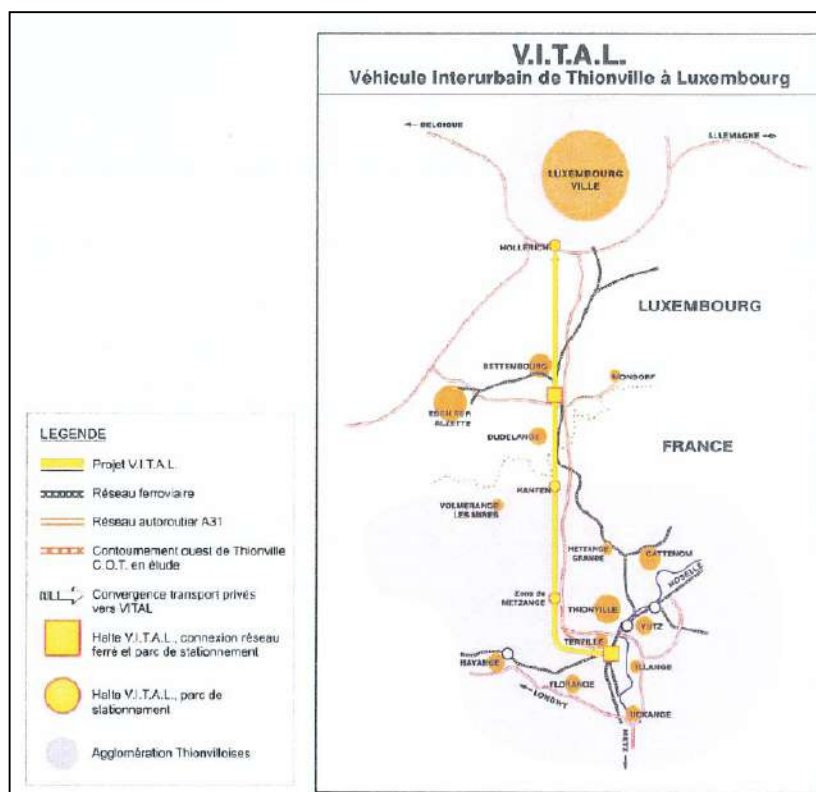 V.I.T.A.L.
Véhicule Interurbain de Thionville à Luxembourg
BELGIQUE
ALLEMAGNE
LUXEMBOURG
VILLE
HOLLERICH
LUXEMBOURG
BETTEMBOURG
MONDORF
ESCH SUR
ALZETTE
DUDELANGE
FRANCE
KANFEN
VOLMERANGE
LES MINES
HETTANGE
GRANDE
CATTENOM
MOSELLE
Zone de
METZANGE
THIONVILLE
YUTZ
TERVILLE
HAYANGE
ILLANGE
FLORANGE
LONGWY
UCKANGE
METZ
LEGENDE
Projet V.I.T.A.L.
Réseau ferroviaire
Réseau autoroutier A31
Contournement ouest de Thionville
C.O.T. en étude
Convergence transport privés
vers VITAL
Halte V.I.T.A.L., connexion réseau
ferré et parc de stationnement
Halte V.I.T.A.L., parc de
stationnement
Agglomération Thionvilloises